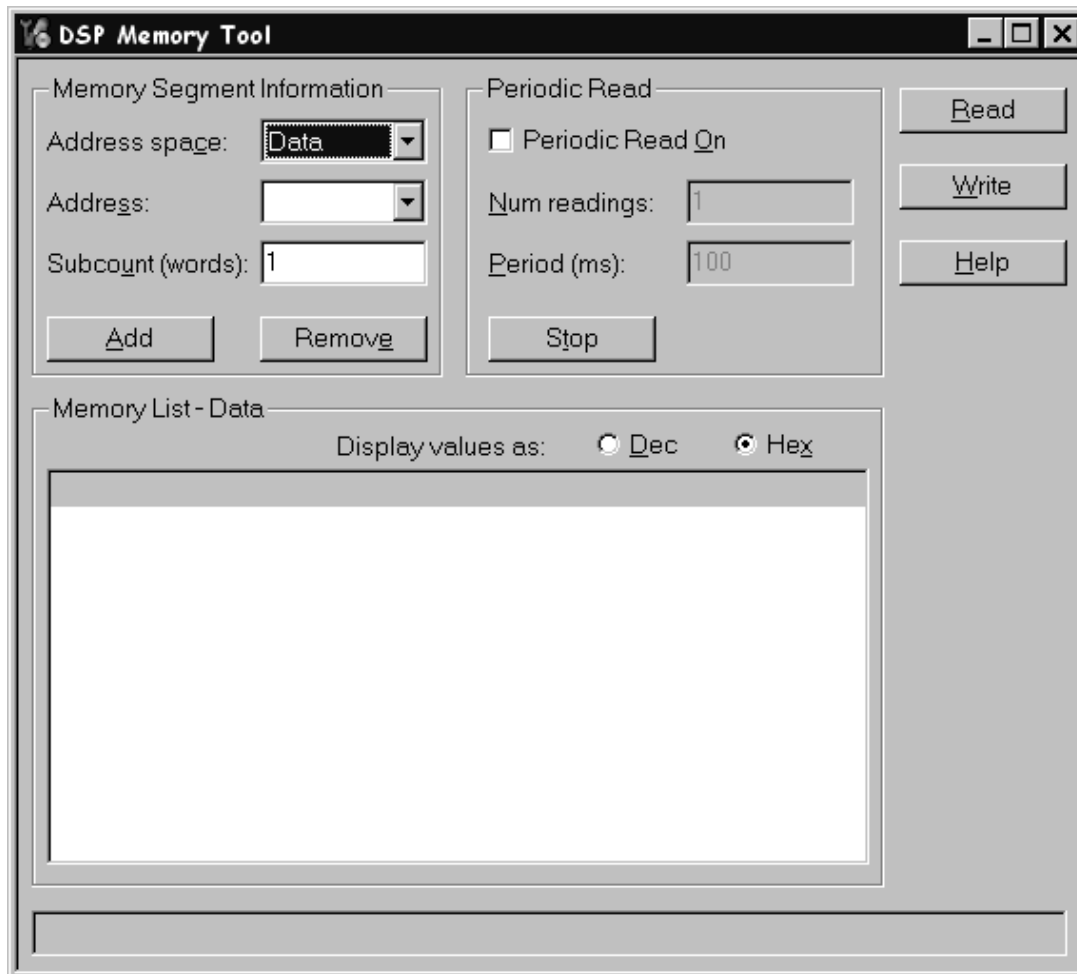 DSP Memory Tool
Memory Segment Information
Address space: Data
Address:
Subcount (words): 1
Add Remove
Periodic Read
Periodic Read On
Num readings: 1
Period (ms): 100
Stop
Read
Write
Help
Memory List - Data
Display values as: Dec Hex